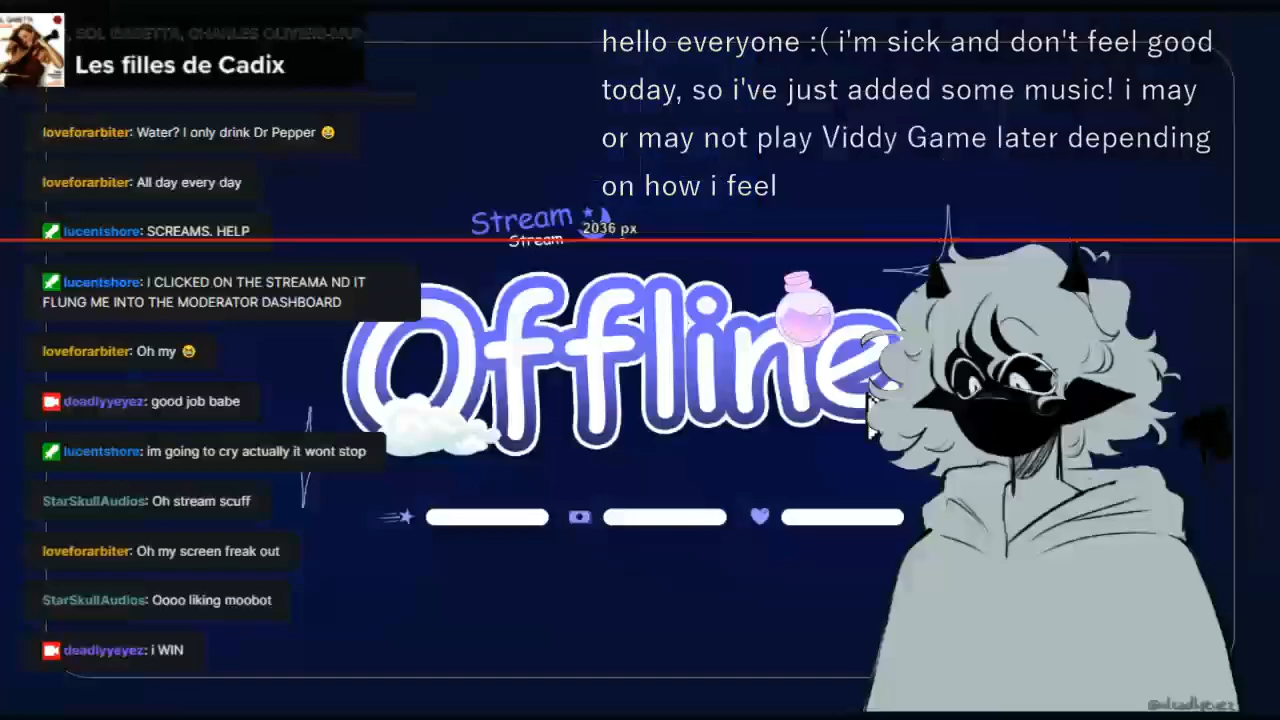 Les filles de Cadix
hello everyone :( i'm sick and don't feel good
today, so i've just added some music! i may
or may not play Viddy Game later depending
on how i feel
loveforarbiter: Water? I only drink Dr Pepper 😄
loveforarbiter: All day every day
lucentshore: SCREAMS. HELP
lucentshore: I CLICKED ON THE STREAMA ND IT
FLUNG ME INTO THE MODERATOR DASHBOARD
loveforarbiter: Oh my 😂
deadlyyeyez: good job babe
lucentshore: im going to cry actually it wont stop
StarSkullAudios: Oh stream scuff
loveforarbiter: Oh my screen freak out
StarSkullAudios: Oooo liking moobot
deadlyyeyez: i WIN
Stream
2036 px
Stream
Offline
@deadlyeyez